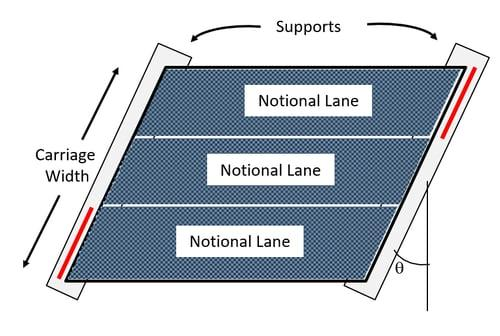 Supports
Notional Lane
Carriage
Width
Notional Lane
Notional Lane
θ